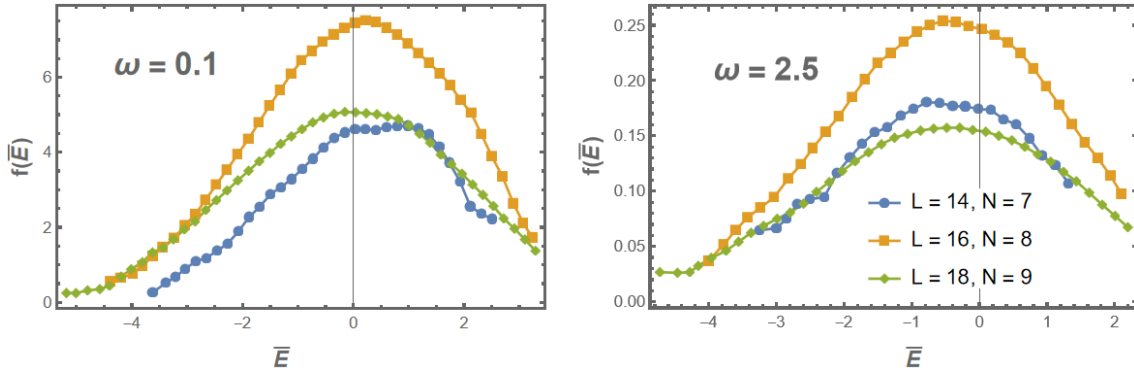 ω = 0.1
f(E̅)
6
4
2
0
−4
−2
0
2
E̅
ω = 2.5
f(E̅)
0.25
0.20
0.15
0.10
0.05
0.00
−4
−3
−2
−1
0
1
2
E̅
L = 14, N = 7
L = 16, N = 8
L = 18, N = 9